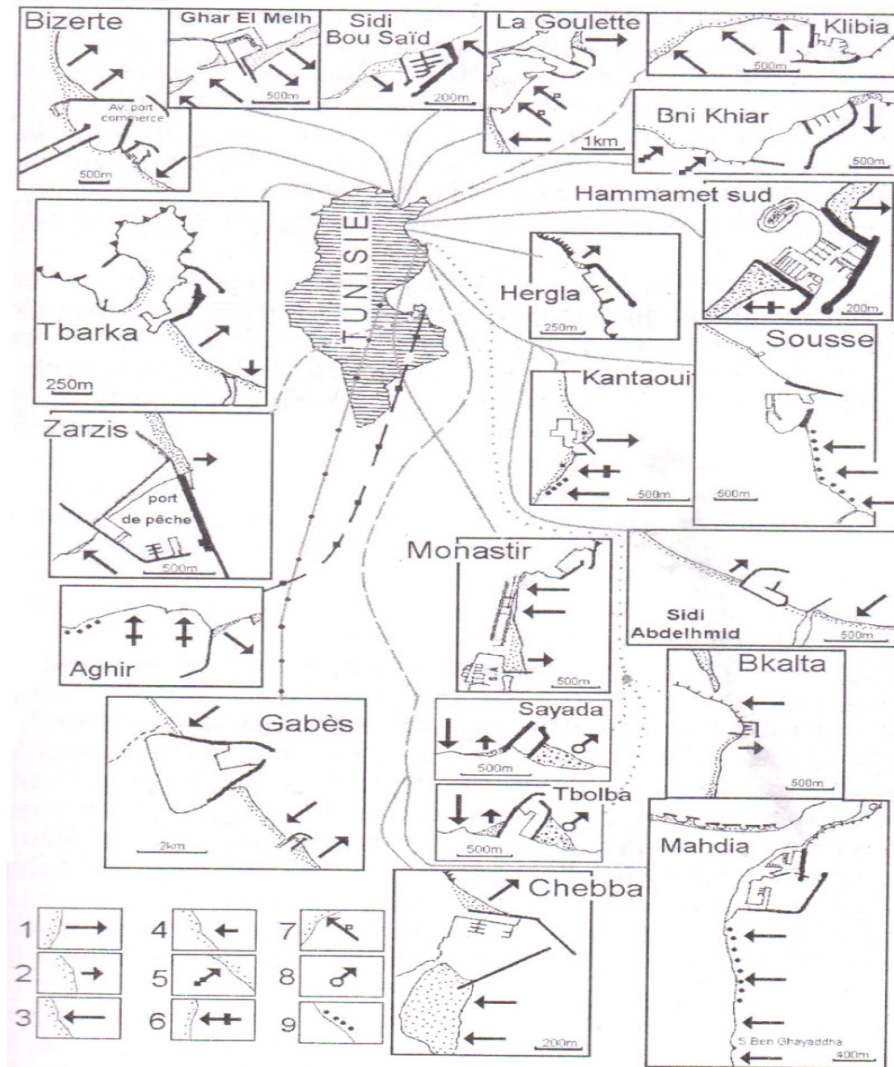 Bizerte
Av. port
commerce
500m
Ghar El Melh
500m
Sidi
Bou Saïd
200m
La Goulette
1km
Klibia
500m
Bni Khiar
500m
Hammamet sud
200m
TUNISIE
Tbarka
250m
Hergla
250m
Sousse
500m
Kantaoui
500m
Zarzis
port
de pêche
500m
Monastir
S.A
500m
Sidi
Abdelhmid
500m
Aghir
Bkalta
500m
Gabès
2km
Sayada
500m
Tbolba
500m
Mahdia
S. Ben Ghayaddha
400m
Chebba
200m
1
4
7
2
5
8
3
6
9